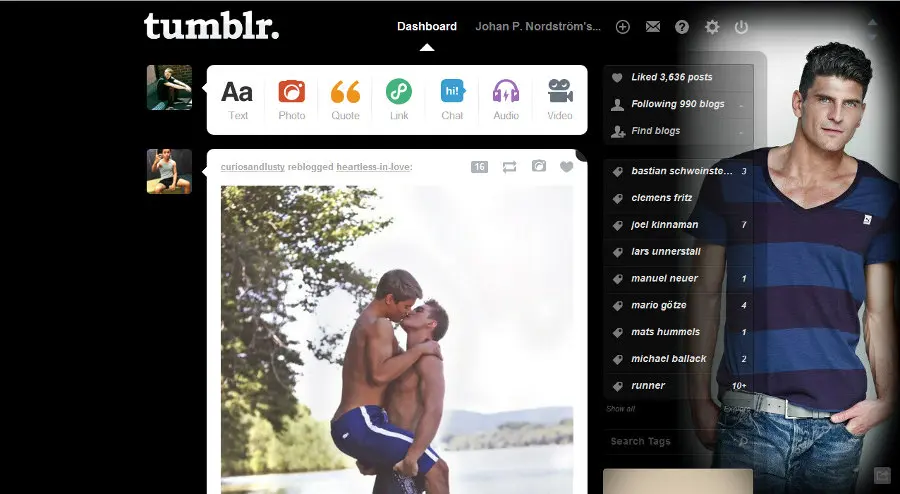 tumblr.
Dashboard
Johan P. Nordström's...
Aa
hi!
Text
Photo
Quote
Link
Chat
Audio
Video
curiosandlusty reblogged heartless-in-love:
16
Liked 3,636 posts
Following 990 blogs
Find blogs
bastian schweinste... 3
clemens fritz
joel kinnaman 7
lars unnerstall
manuel neuer 1
mario götze 4
mats hummels 1
michael ballack 2
runner 10+
Show all
Search Tags